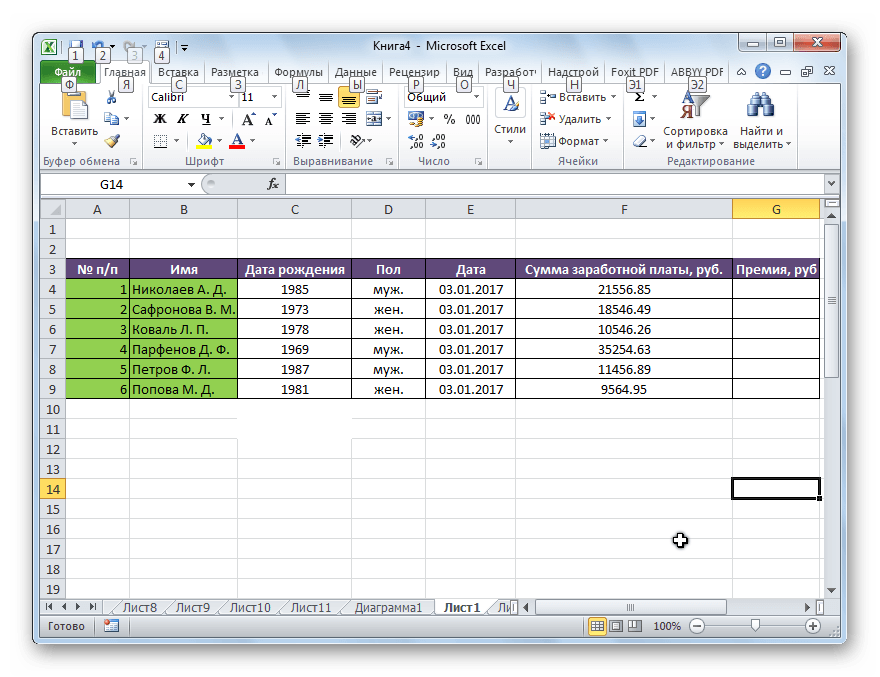 Книга4 - Microsoft Excel
1 2 3 4
Файл Главная Вставка Разметка Формулы Данные Рецензир Вид Разработ Надстрой Foxit PDF ABBYY PDF
Ф Я С З Л Ы Р О Ч Н Э1 Э2
Calibri 11 Общий Вставить
Ж К Ч A A % 000 Удалить
Вставить Стили Сортировка и фильтр Найти и выделить
A ,00 ,0 Формат
Буфер обмена Шрифт Выравнивание Число Ячейки Редактирование
G14 fx
A B C D E F G
1
2
3 № п/п Имя Дата рождения Пол Дата Сумма заработной платы, руб. Премия, руб
4 1 Николаев А. Д. 1985 муж. 03.01.2017 21556.85
5 2 Сафронова В. М. 1973 жен. 03.01.2017 18546.49
6 3 Коваль Л. П. 1978 жен. 03.01.2017 10546.26
7 4 Парфенов Д. Ф. 1969 муж. 03.01.2017 35254.63
8 5 Петров Ф. Л. 1987 муж. 03.01.2017 11456.89
9 6 Попова М. Д. 1981 жен. 03.01.2017 9564.95
10
11
12
13
14
15
16
17
18
19
Лист8 Лист9 Лист10 Лист11 Диаграмма1 Лист1 Ли
Готово 100%